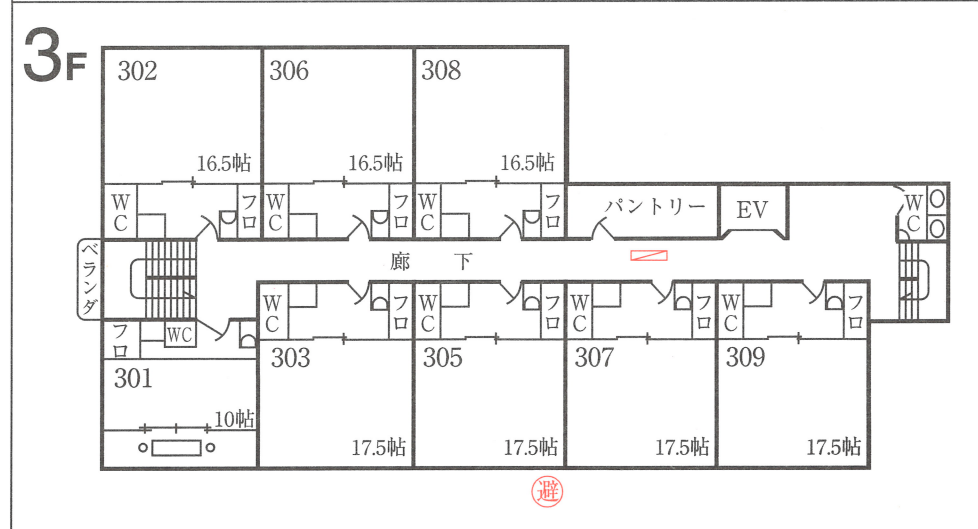 3F
302
306
308
16.5帖
16.5帖
16.5帖
WC
フロ
WC
フロ
WC
フロ
パントリー
EV
WC
ベランダ
廊下
フロ
WC
WC
フロ
WC
フロ
WC
フロ
WC
フロ
301
303
305
307
309
10帖
17.5帖
17.5帖
17.5帖
17.5帖
避